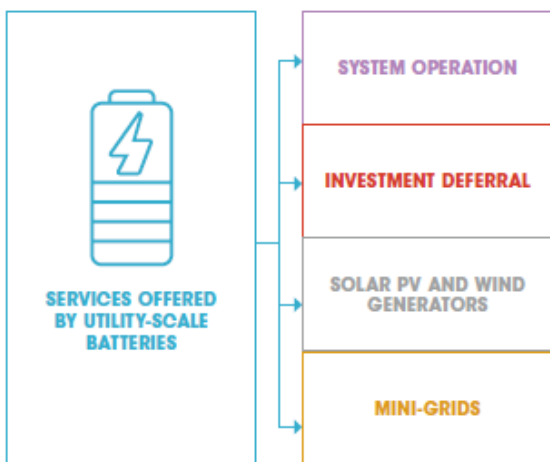 SYSTEM OPERATION
INVESTMENT DEFERRAL
SERVICES OFFERED
BY UTILITY-SCALE
BATTERIES
SOLAR PV AND WIND
GENERATORS
MINI-GRIDS